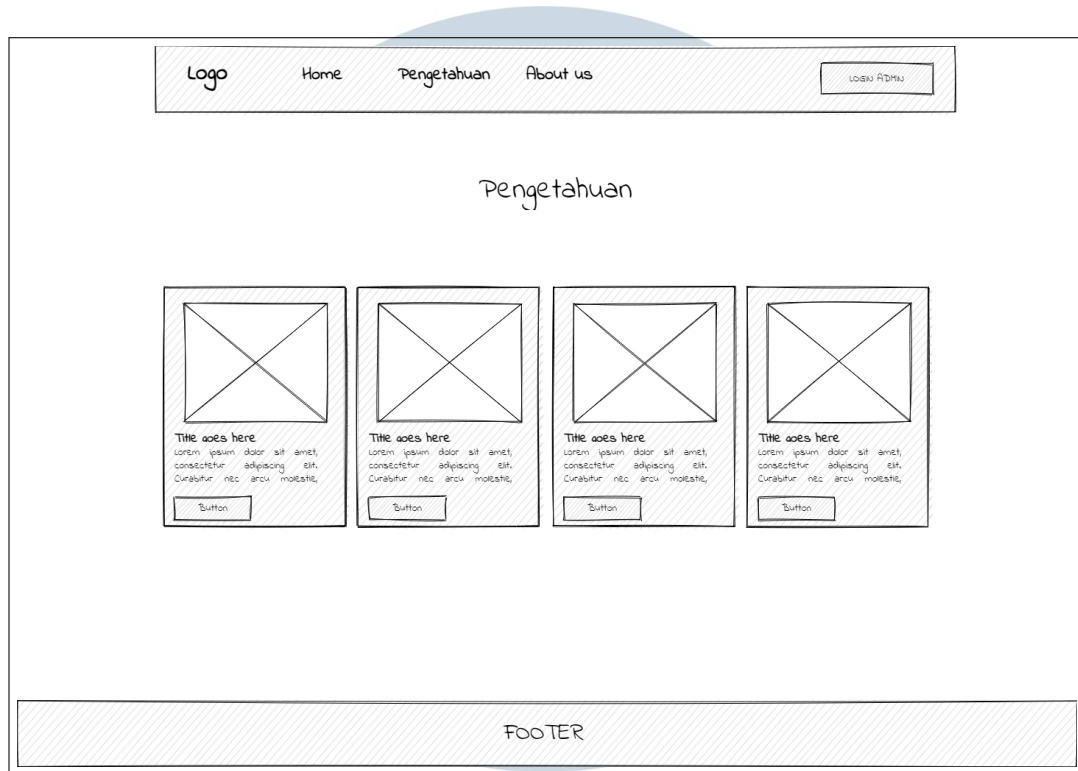 Logo
Home
Pengetahuan
About us
LOGIN ADMIN
Pengetahuan
Title goes here
Lorem ipsum dolor sit amet,
consectetur adipiscing elit.
Curabitur nec arcu molestie,
Button
Title goes here
Lorem ipsum dolor sit amet,
consectetur adipiscing elit.
Curabitur nec arcu molestie,
Button
Title goes here
Lorem ipsum dolor sit amet,
consectetur adipiscing elit.
Curabitur nec arcu molestie,
Button
Title goes here
Lorem ipsum dolor sit amet,
consectetur adipiscing elit.
Curabitur nec arcu molestie,
Button
FOOTER